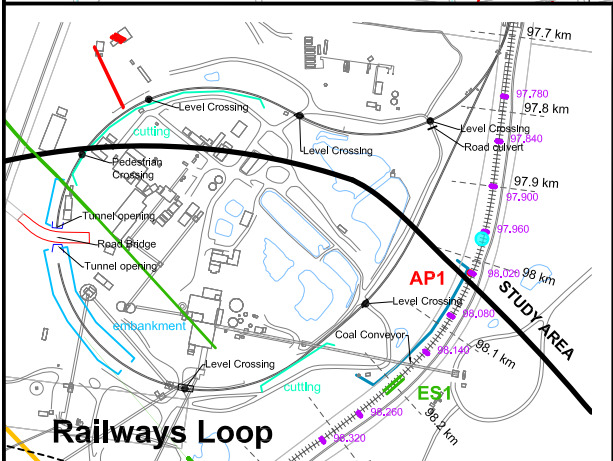 97.7 km
97.780
97.8 km
Level Crossing
cutting
Level Crossing
Level Crossing
Road culvert
97.840
Pedestrian
Crossing
97.9 km
97.900
Tunnel opening
Road Bridge
Tunnel opening
97.960
98 km
98.020
AP1
STUDY AREA
Level Crossing
98.080
embankment
Coal Conveyor
98.1 km
98.140
Level Crossing
cutting
ES1
98.2 km
98.260
98.320
Railways Loop